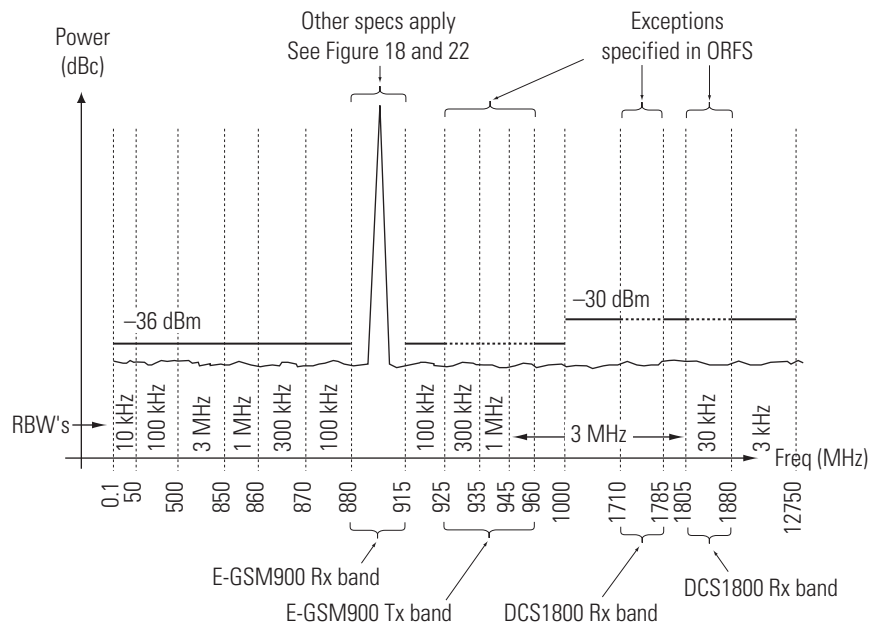 Power
(dBc)
Other specs apply
See Figure 18 and 22
Exceptions
specified in ORFS
–36 dBm
–30 dBm
RBW's
10 kHz
100 kHz
3 MHz
1 MHz
300 kHz
100 kHz
100 kHz
300 kHz
1 MHz
3 MHz
30 kHz
3 kHz
Freq (MHz)
0.1
50
500
850
860
870
880
915
925
935
945
960
1000
1710
1785
1805
1880
12750
E-GSM900 Rx band
E-GSM900 Tx band
DCS1800 Rx band
DCS1800 Rx band